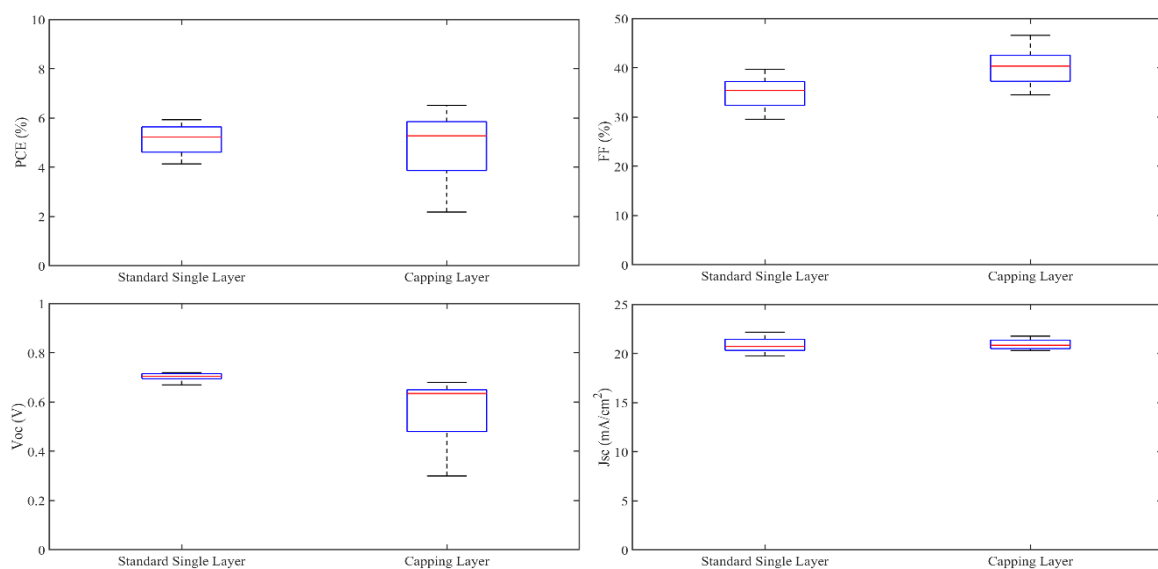 10
8
6
4
2
0
PCE (%)
Standard Single Layer
Capping Layer
50
40
30
20
10
0
FF (%)
Standard Single Layer
Capping Layer
1
0.8
0.6
0.4
0.2
0
Voc (V)
Standard Single Layer
Capping Layer
25
20
15
10
5
0
Jsc (mA/cm²)
Standard Single Layer
Capping Layer